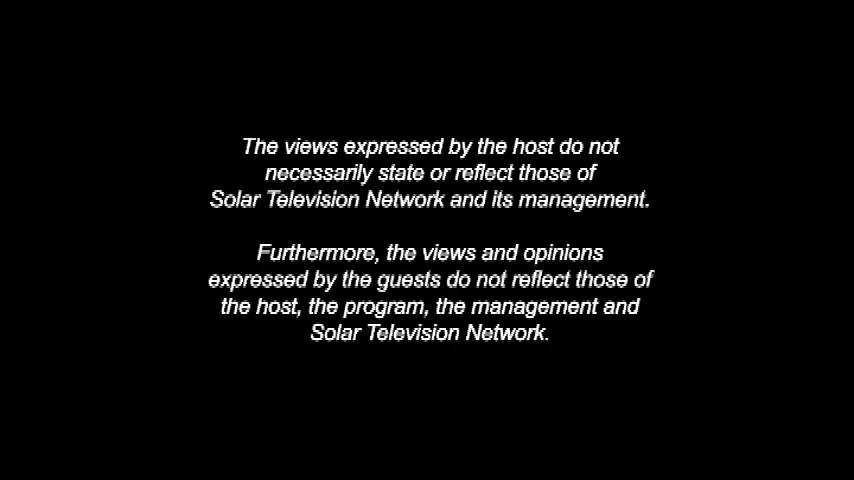 The views expressed by the host do not
necessarily state or reflect those of
Solar Television Network and its management.
Furthermore, the views and opinions
expressed by the guests do not reflect those of
the host, the program, the management and
Solar Television Network.